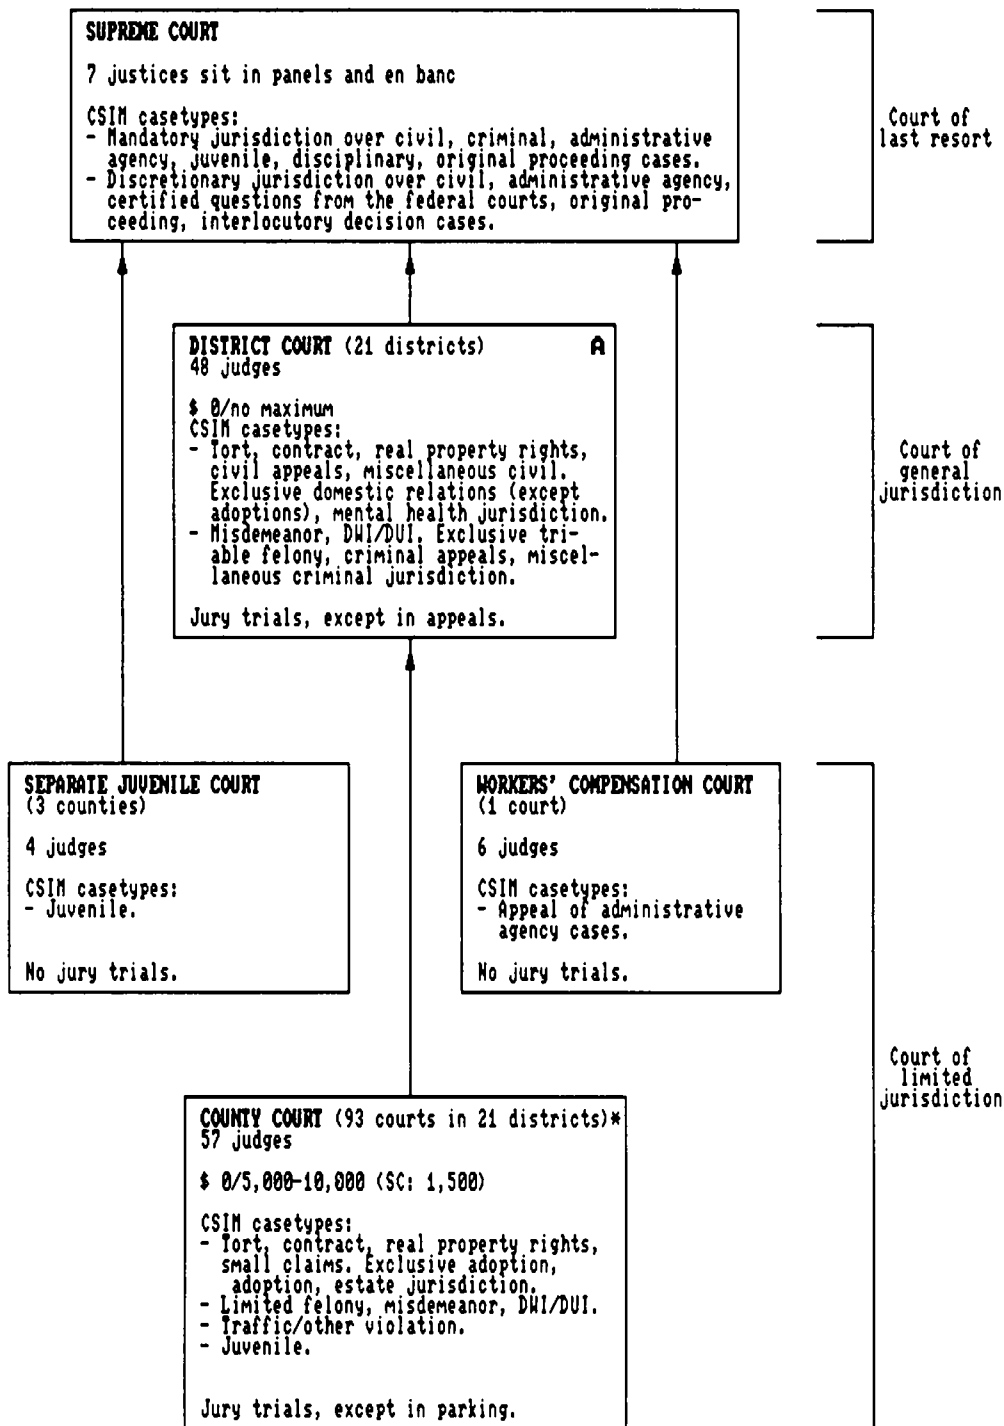 SUPREME COURT
7 justices sit in panels and en banc
CSIM casetypes:
- Mandatory jurisdiction over civil, criminal, administrative
agency, juvenile, disciplinary, original proceeding cases.
- Discretionary jurisdiction over civil, administrative agency,
certified questions from the federal courts, original pro-
ceeding, interlocutory decision cases.
Court of
last resort
DISTRICT COURT (21 districts) A
48 judges
$ 0/no maximum
CSIM casetypes:
- Tort, contract, real property rights,
civil appeals, miscellaneous civil.
Exclusive domestic relations (except
adoptions), mental health jurisdiction.
- Misdemeanor, DWI/DUI. Exclusive tri-
able felony, criminal appeals, miscel-
laneous criminal jurisdiction.
Jury trials, except in appeals.
Court of
general
jurisdiction
SEPARATE JUVENILE COURT
(3 counties)
4 judges
CSIM casetypes:
- Juvenile.
No jury trials.
WORKERS' COMPENSATION COURT
(1 court)
6 judges
CSIM casetypes:
- Appeal of administrative
agency cases.
No jury trials.
Court of
limited
jurisdiction
COUNTY COURT (93 courts in 21 districts)*
57 judges
$ 0/5,000-10,000 (SC: 1,500)
CSIM casetypes:
- Tort, contract, real property rights,
small claims. Exclusive adoption,
adoption, estate jurisdiction.
- Limited felony, misdemeanor, DWI/DUI.
- Traffic/other violation.
- Juvenile.
Jury trials, except in parking.